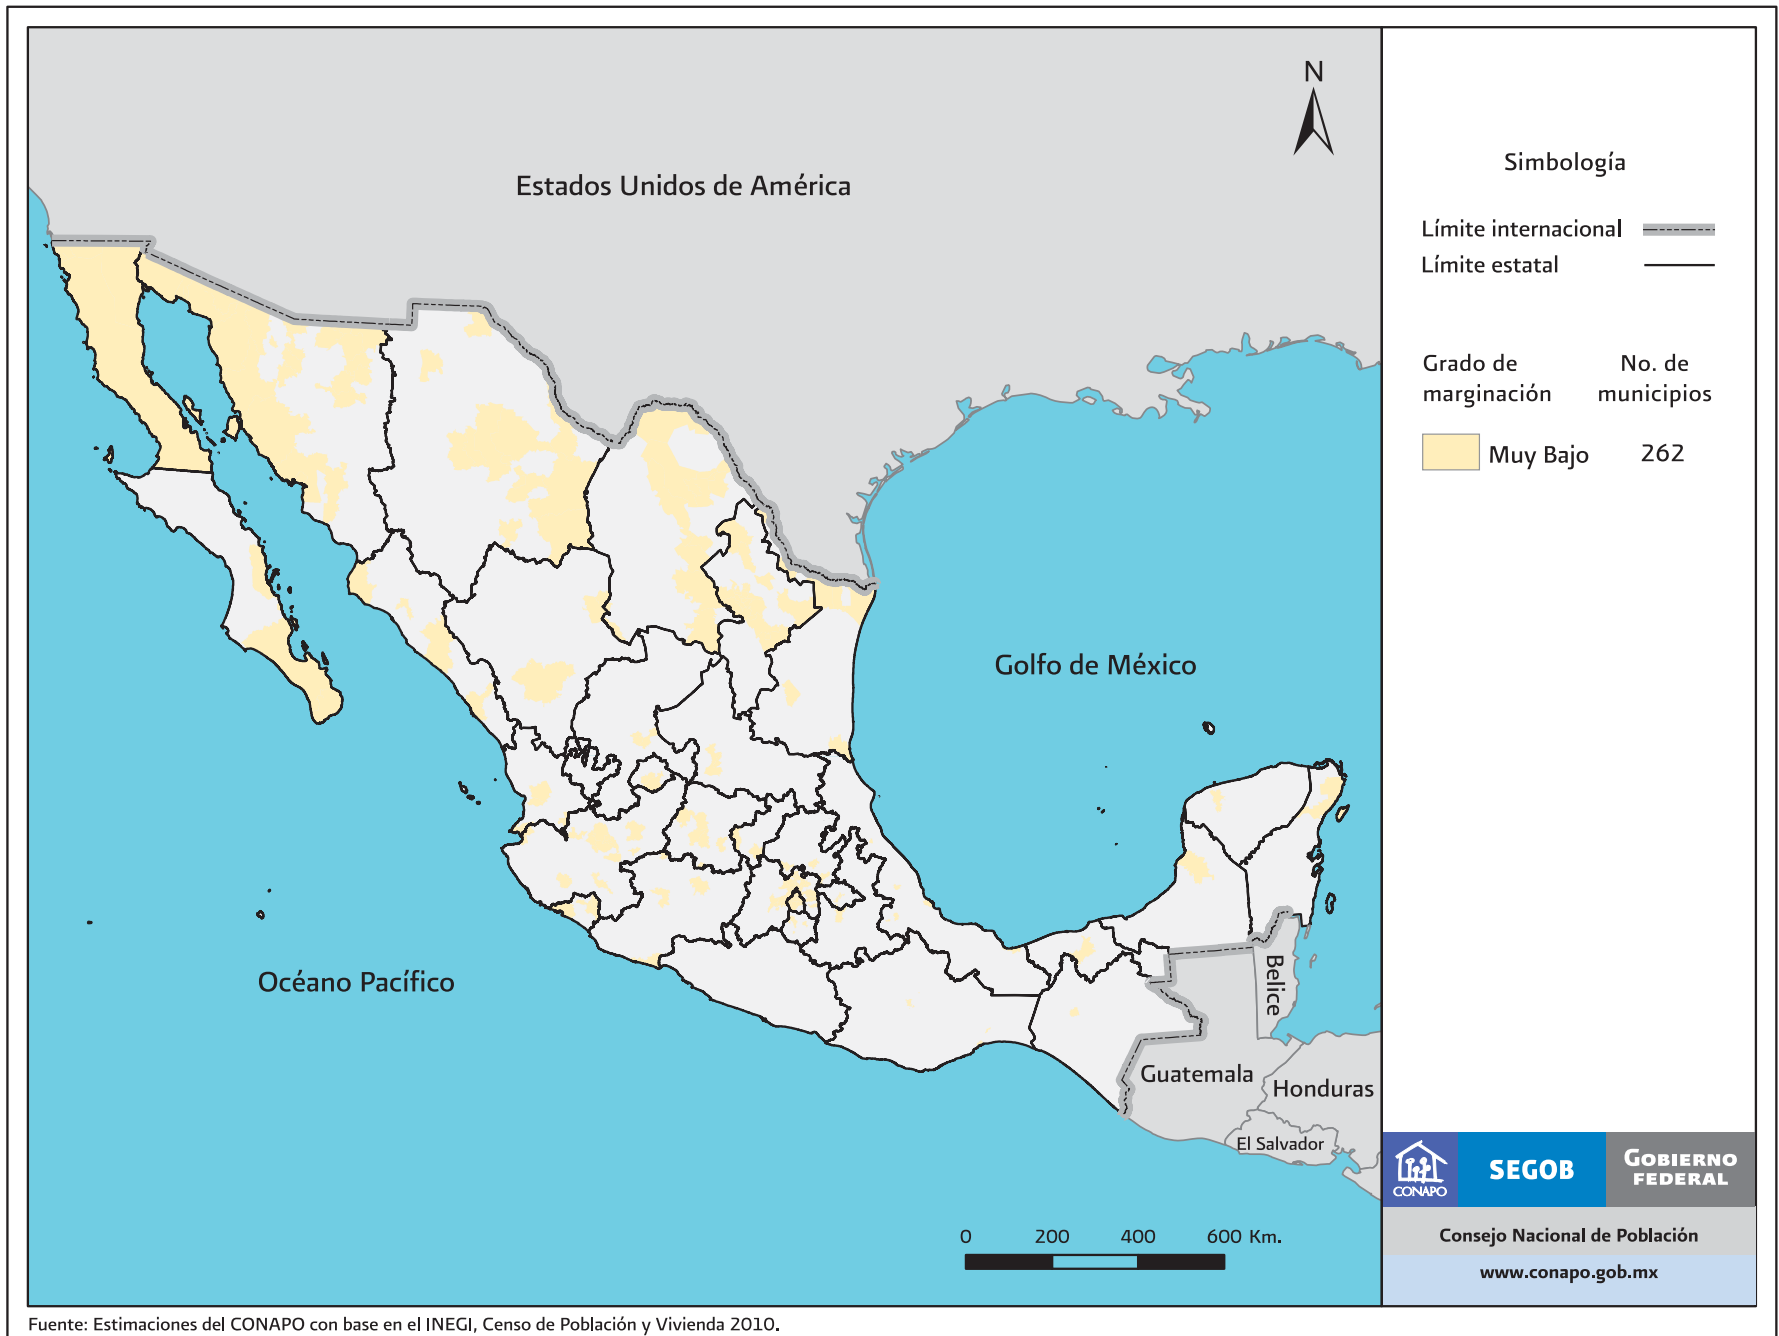 N
Estados Unidos de América
Golfo de México
Océano Pacífico
Belice
Guatemala
Honduras
El Salvador
0 200 400 600 Km.
Simbología
Límite internacional
Límite estatal
Grado de No. de
marginación municipios
Muy Bajo 262
CONAPO
SEGOB
GOBIERNO
FEDERAL
Consejo Nacional de Población
www.conapo.gob.mx
Fuente: Estimaciones del CONAPO con base en el INEGI, Censo de Población y Vivienda 2010.